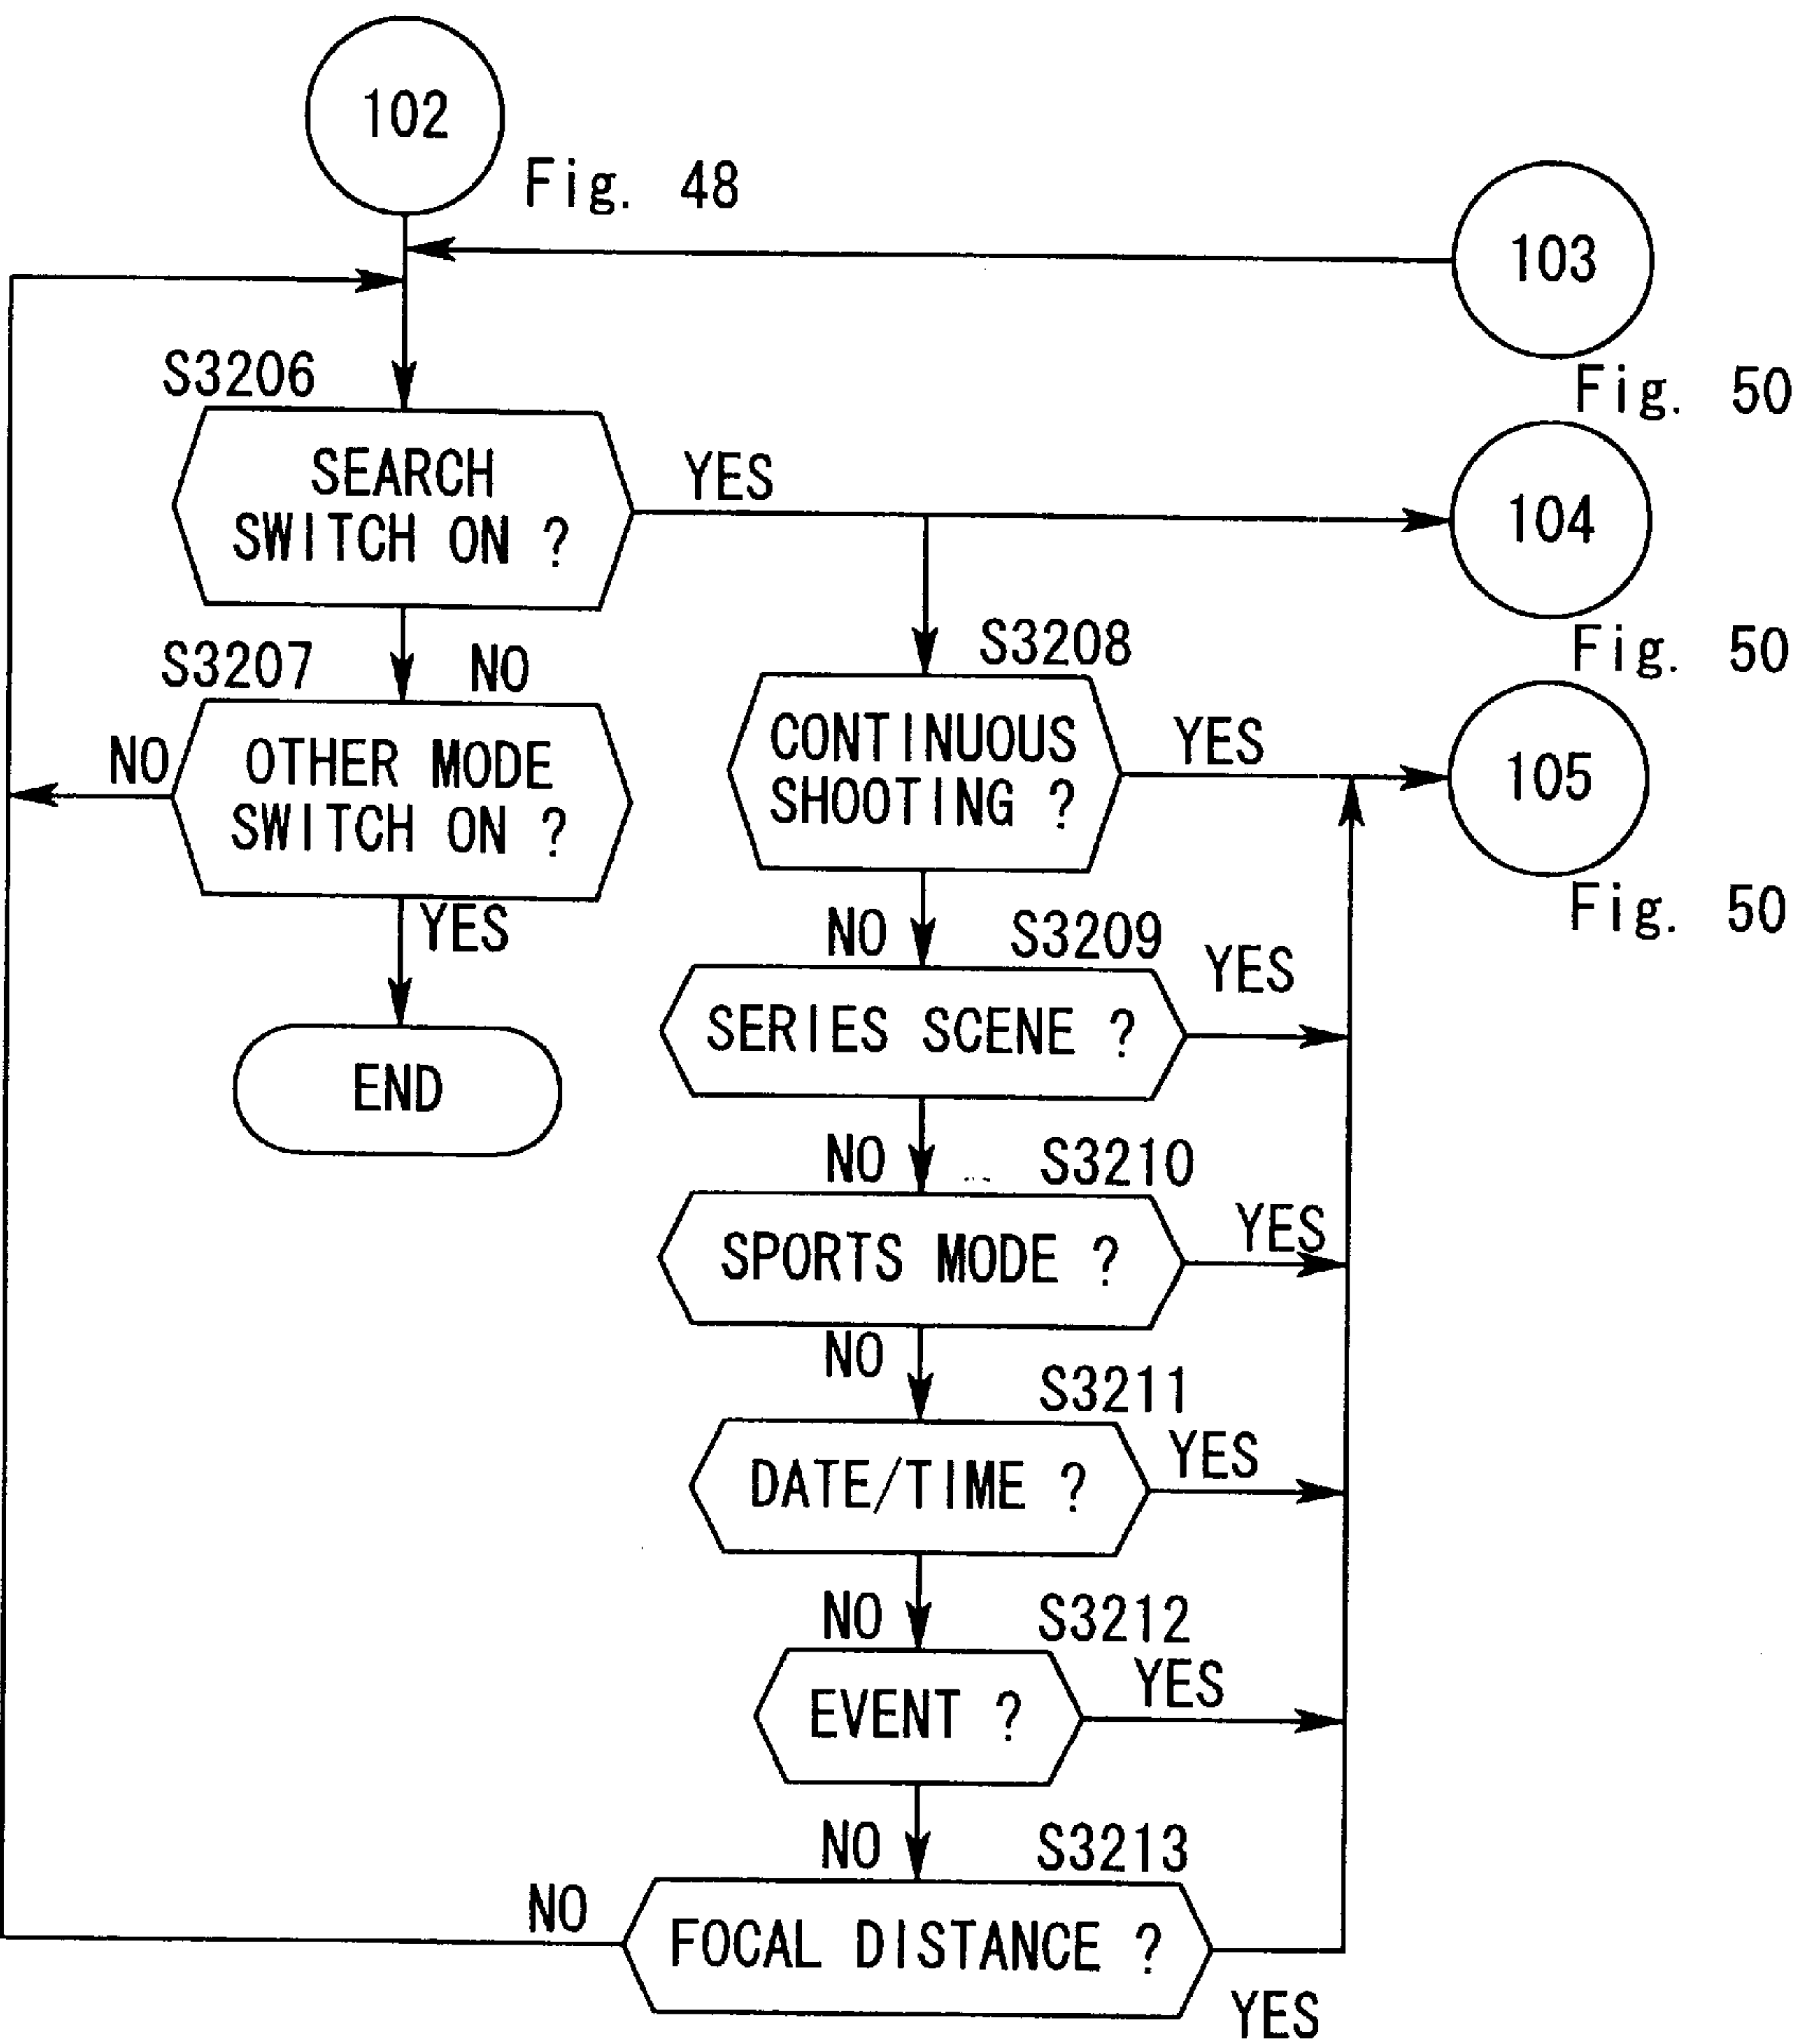 102
Fig. 48
103
Fig. 50
S3206
SEARCH
SWITCH ON ?
YES
104
Fig. 50
NO
S3207
OTHER MODE
SWITCH ON ?
NO
YES
END
S3208
CONTINUOUS
SHOOTING ?
YES
105
Fig. 50
NO
S3209
SERIES SCENE ?
YES
NO
S3210
SPORTS MODE ?
YES
NO
S3211
DATE/TIME ?
YES
NO
S3212
EVENT ?
YES
NO
S3213
FOCAL DISTANCE ?
NO
YES